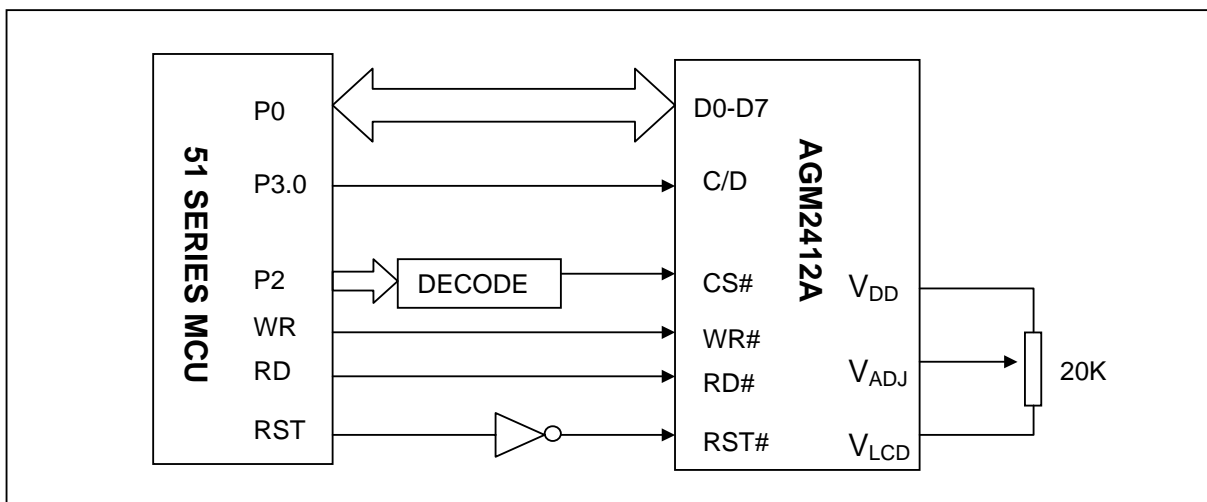 51 SERIES MCU
P0
P3.0
P2
WR
RD
RST
DECODE
AGM2412A
D0-D7
C/D
CS#
WR#
RD#
RST#
VDD
VADJ
VLCD
20K